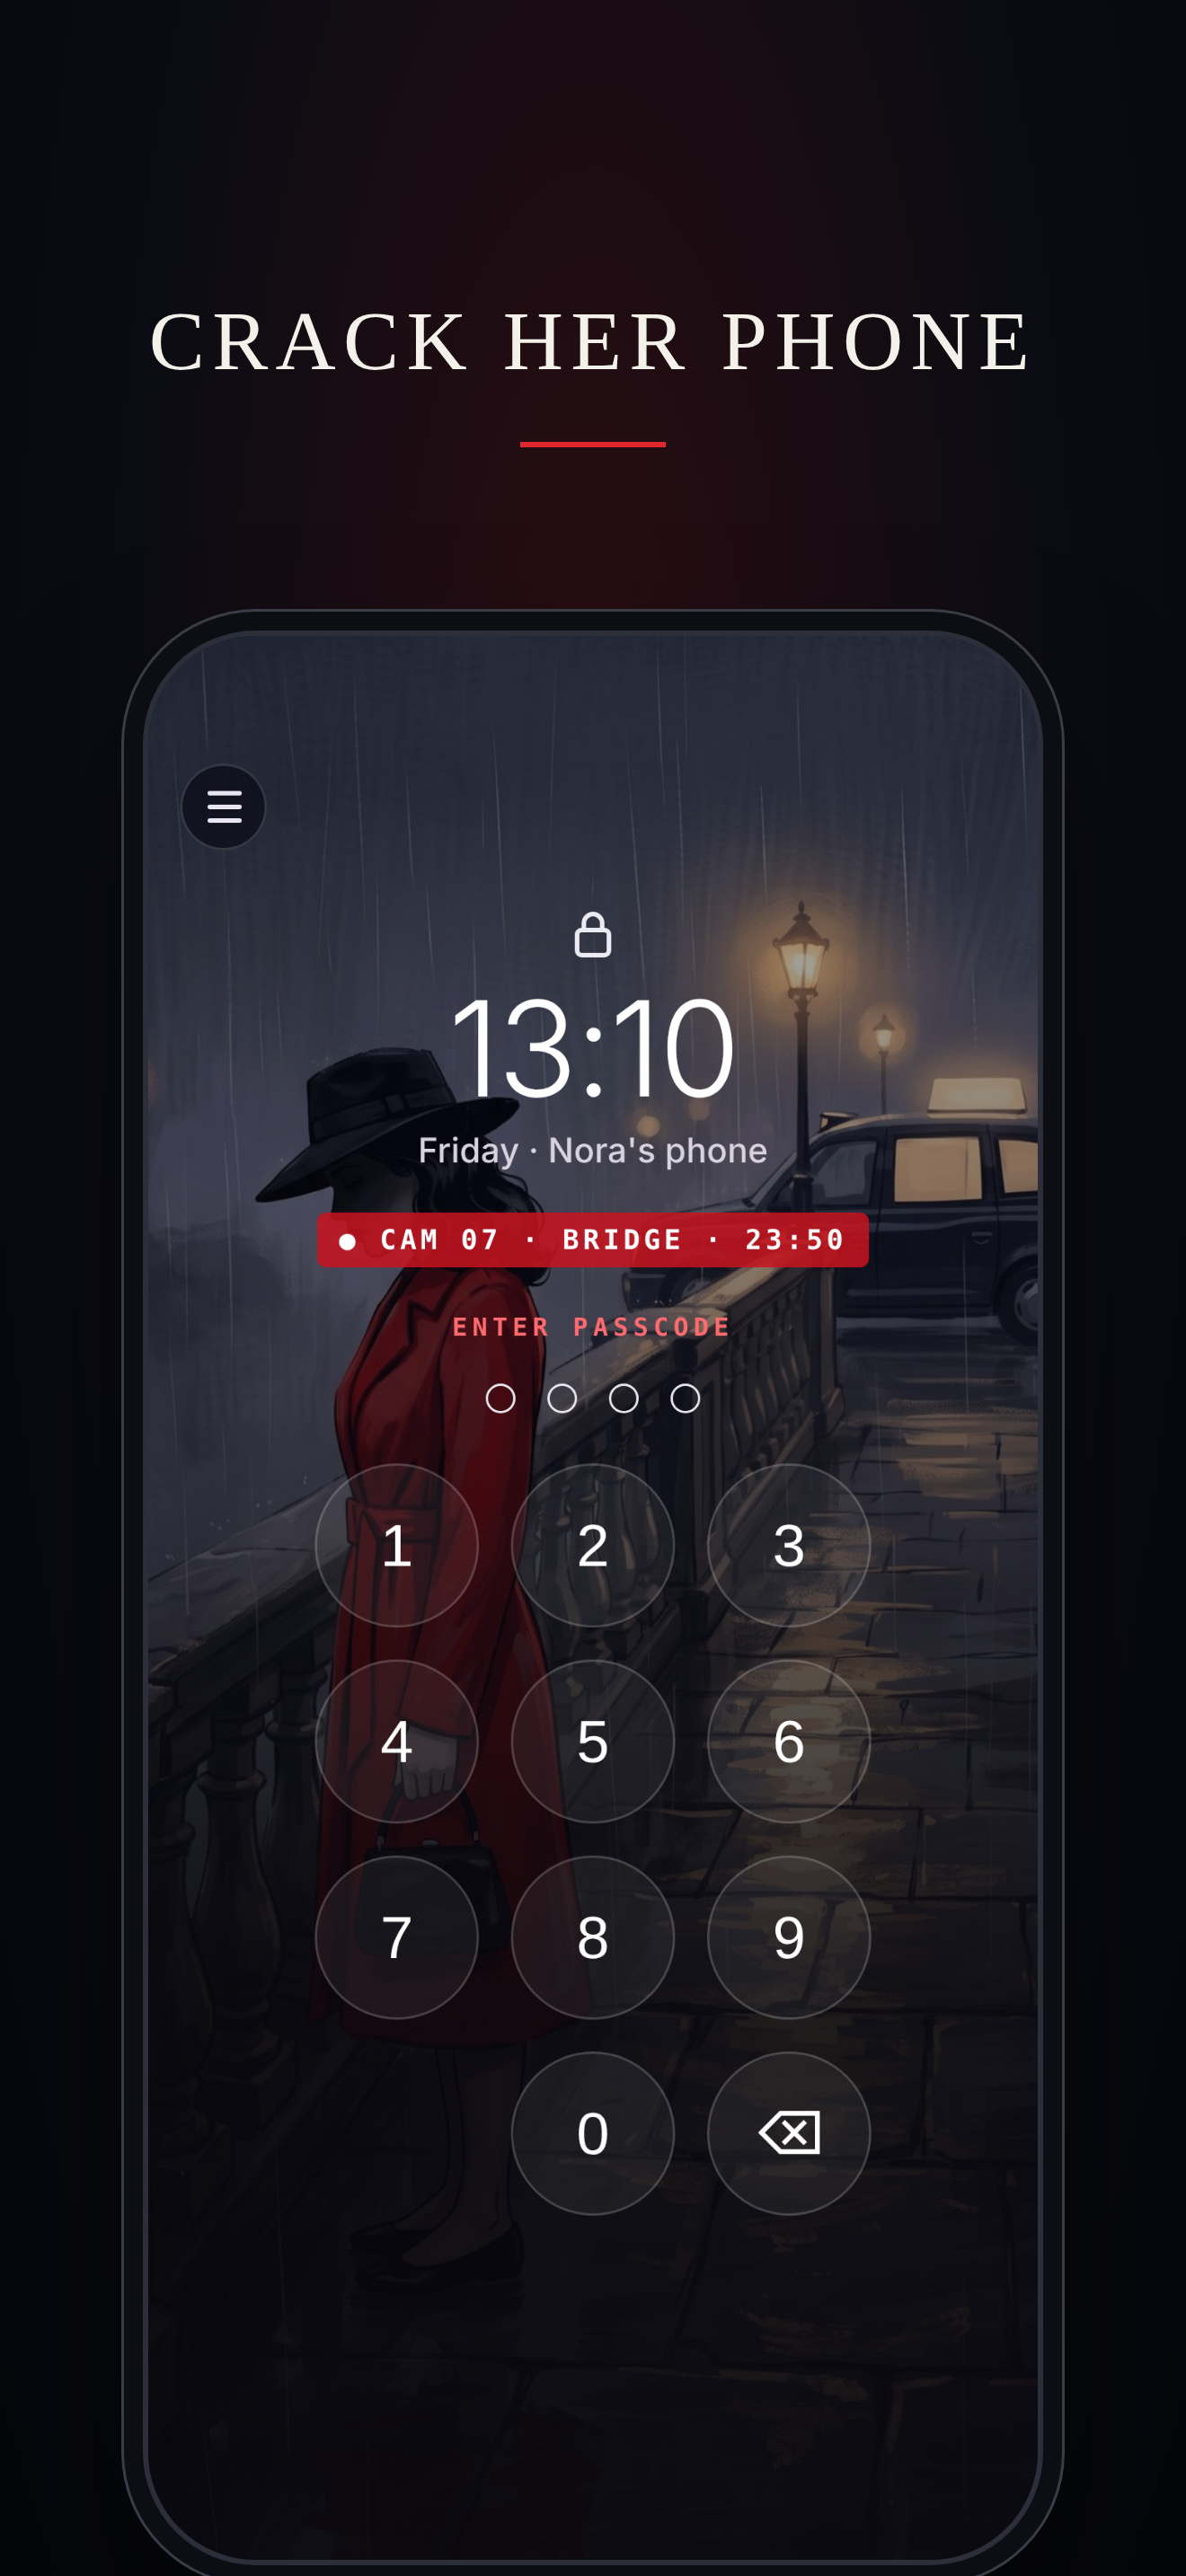 CRACK HER PHONE
13:10
Friday · Nora's phone
● CAM 07 · BRIDGE · 23:50
ENTER PASSCODE
1 2 3
4 5 6
7 8 9
0